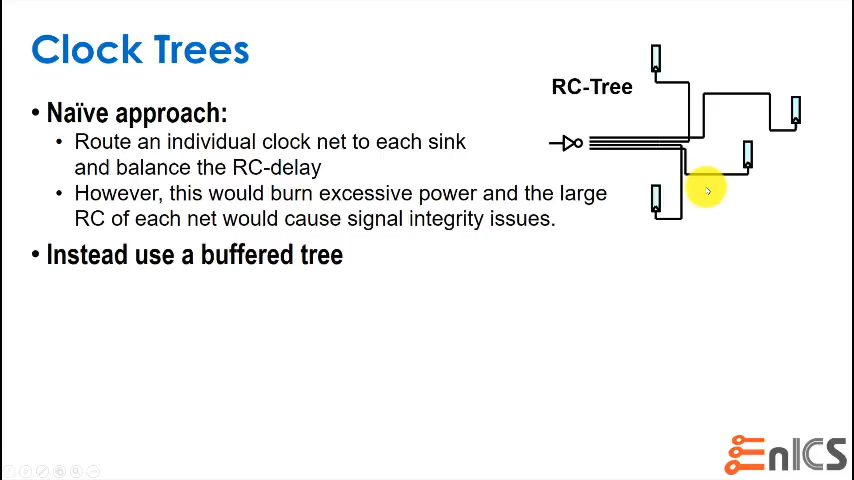 Clock Trees
• Naïve approach:
• Route an individual clock net to each sink
and balance the RC-delay
• However, this would burn excessive power and the large
RC of each net would cause signal integrity issues.
• Instead use a buffered tree
RC-Tree
EnICS